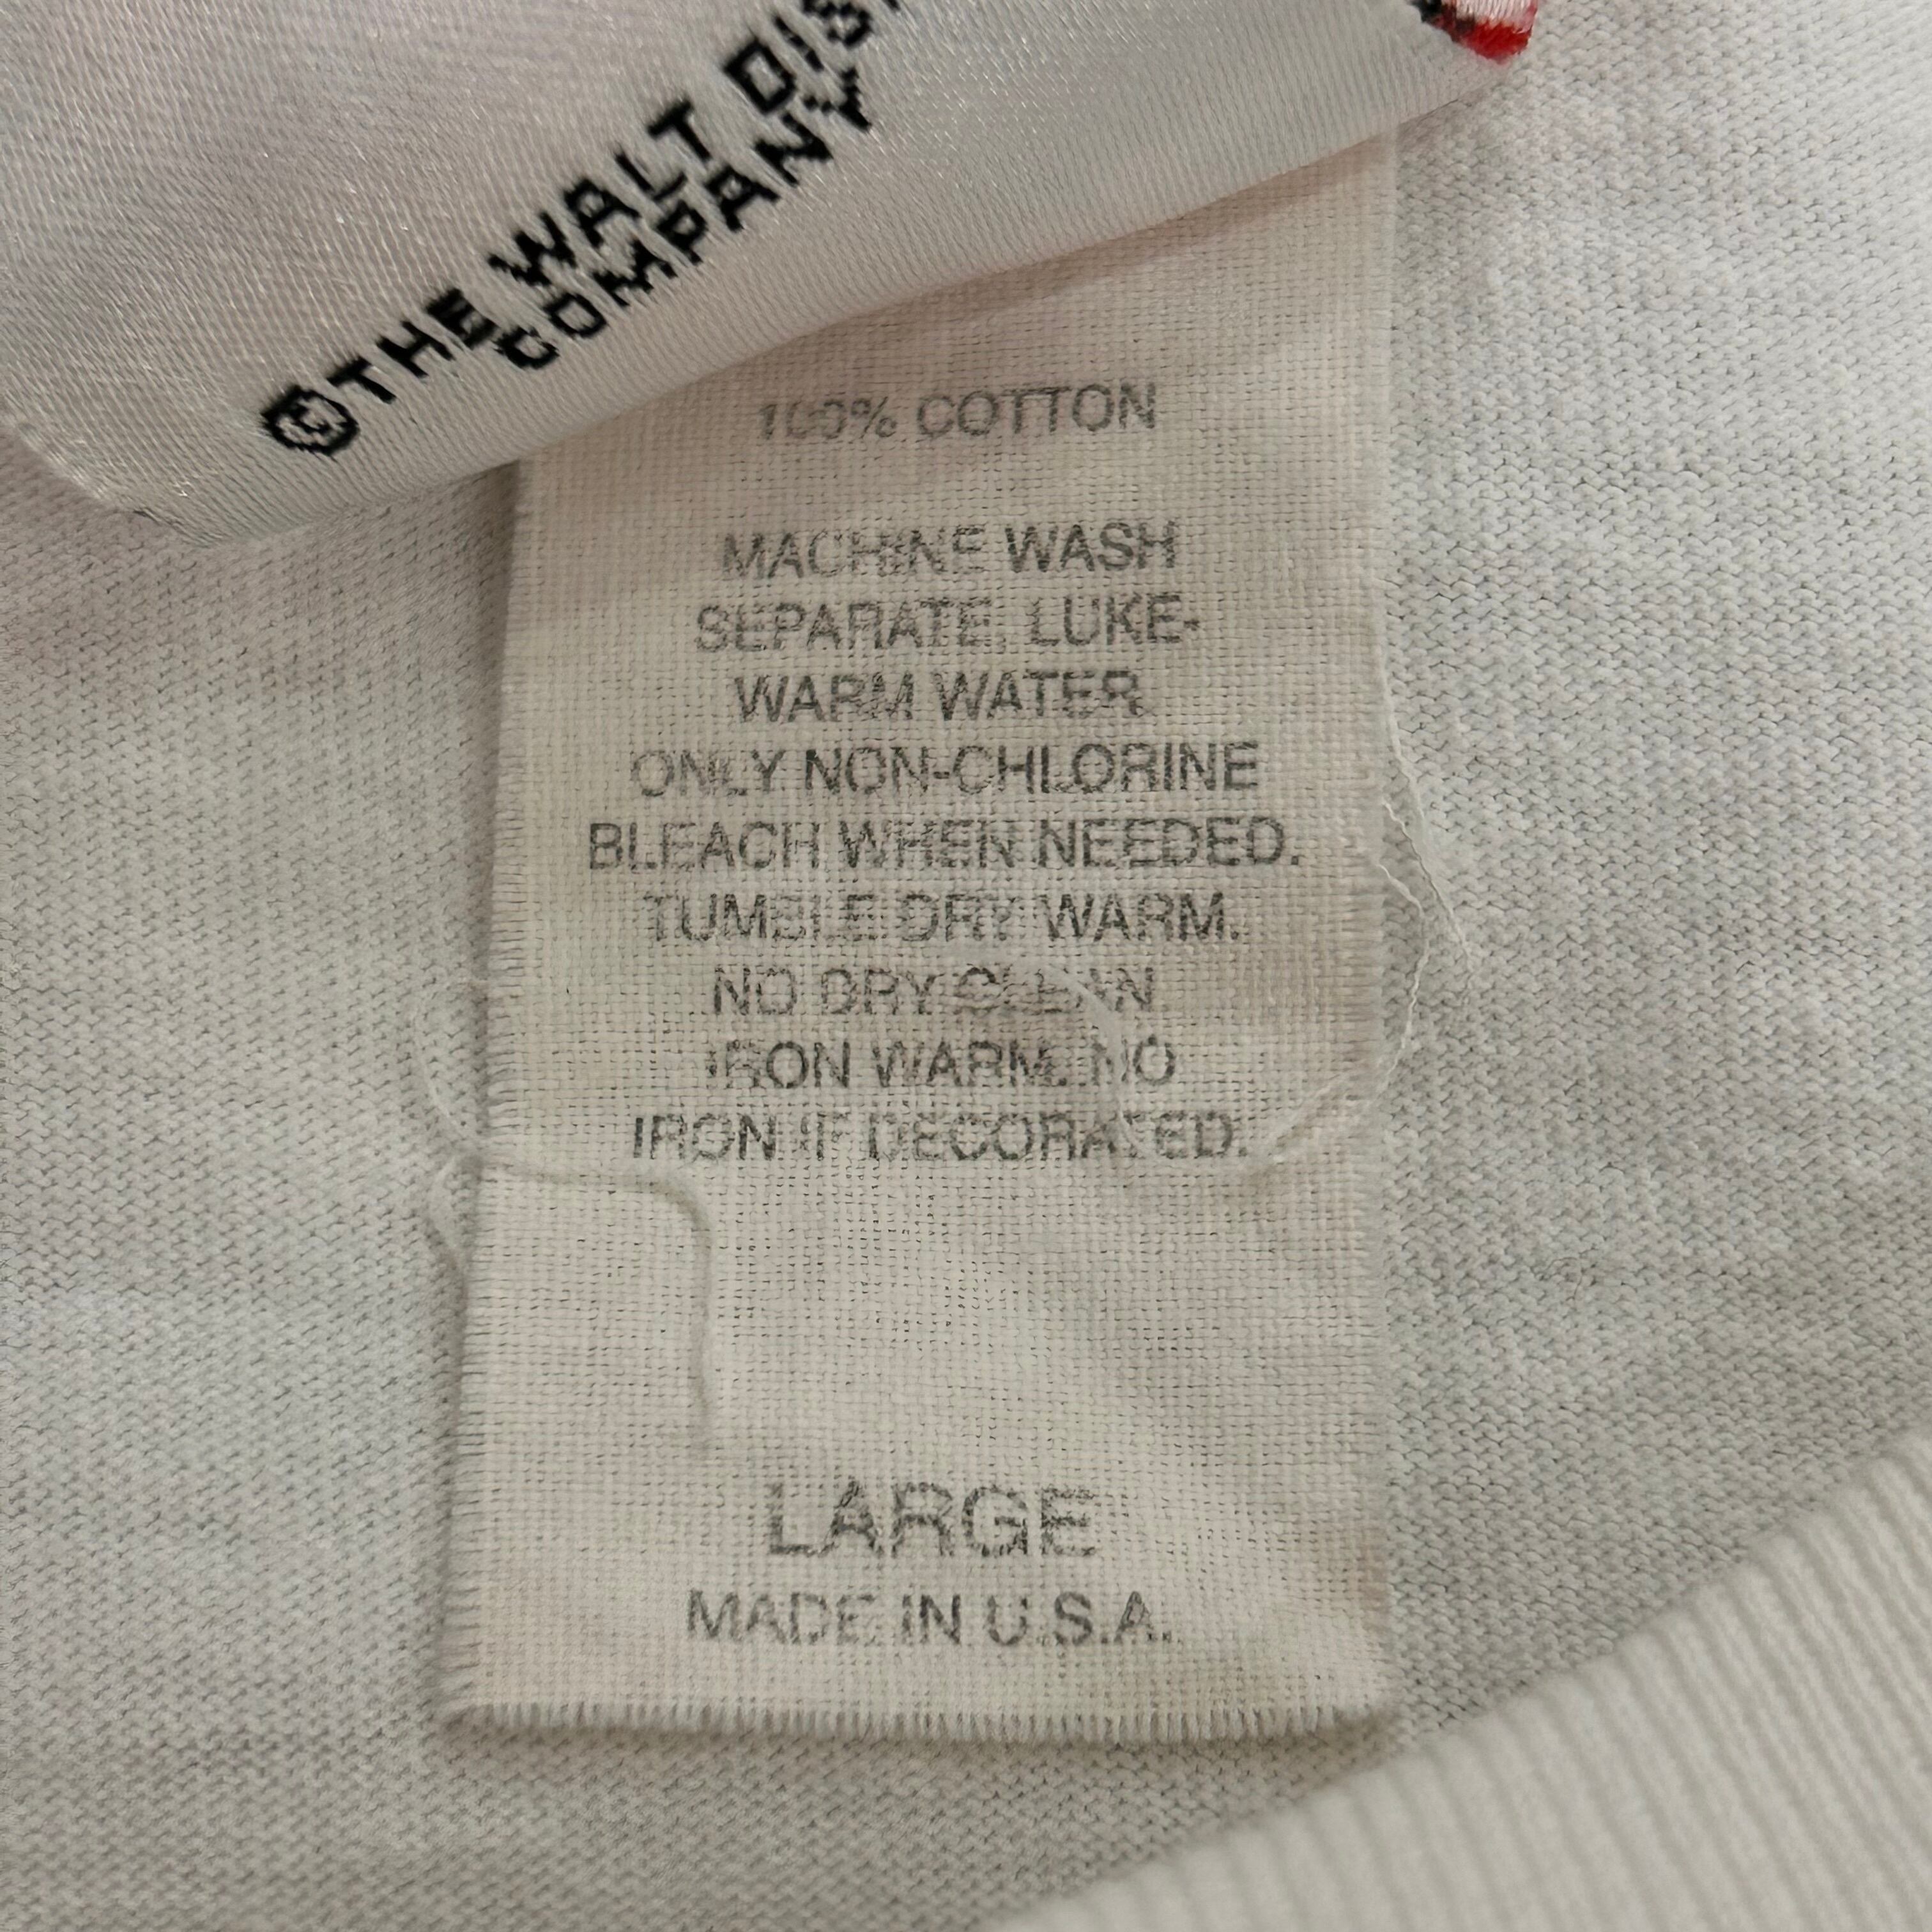 ©THE WALT DIS
COMPANY
100% COTTON
MACHINE WASH
SEPARATE, LUKE-
WARM WATER
ONLY NON-CHLORINE
BLEACH WHEN NEEDED.
TUMBLE DRY WARM.
NO DRY CLEAN
IRON WARM. NO
IRON IF DECORATED.
LARGE
MADE IN U.S.A.